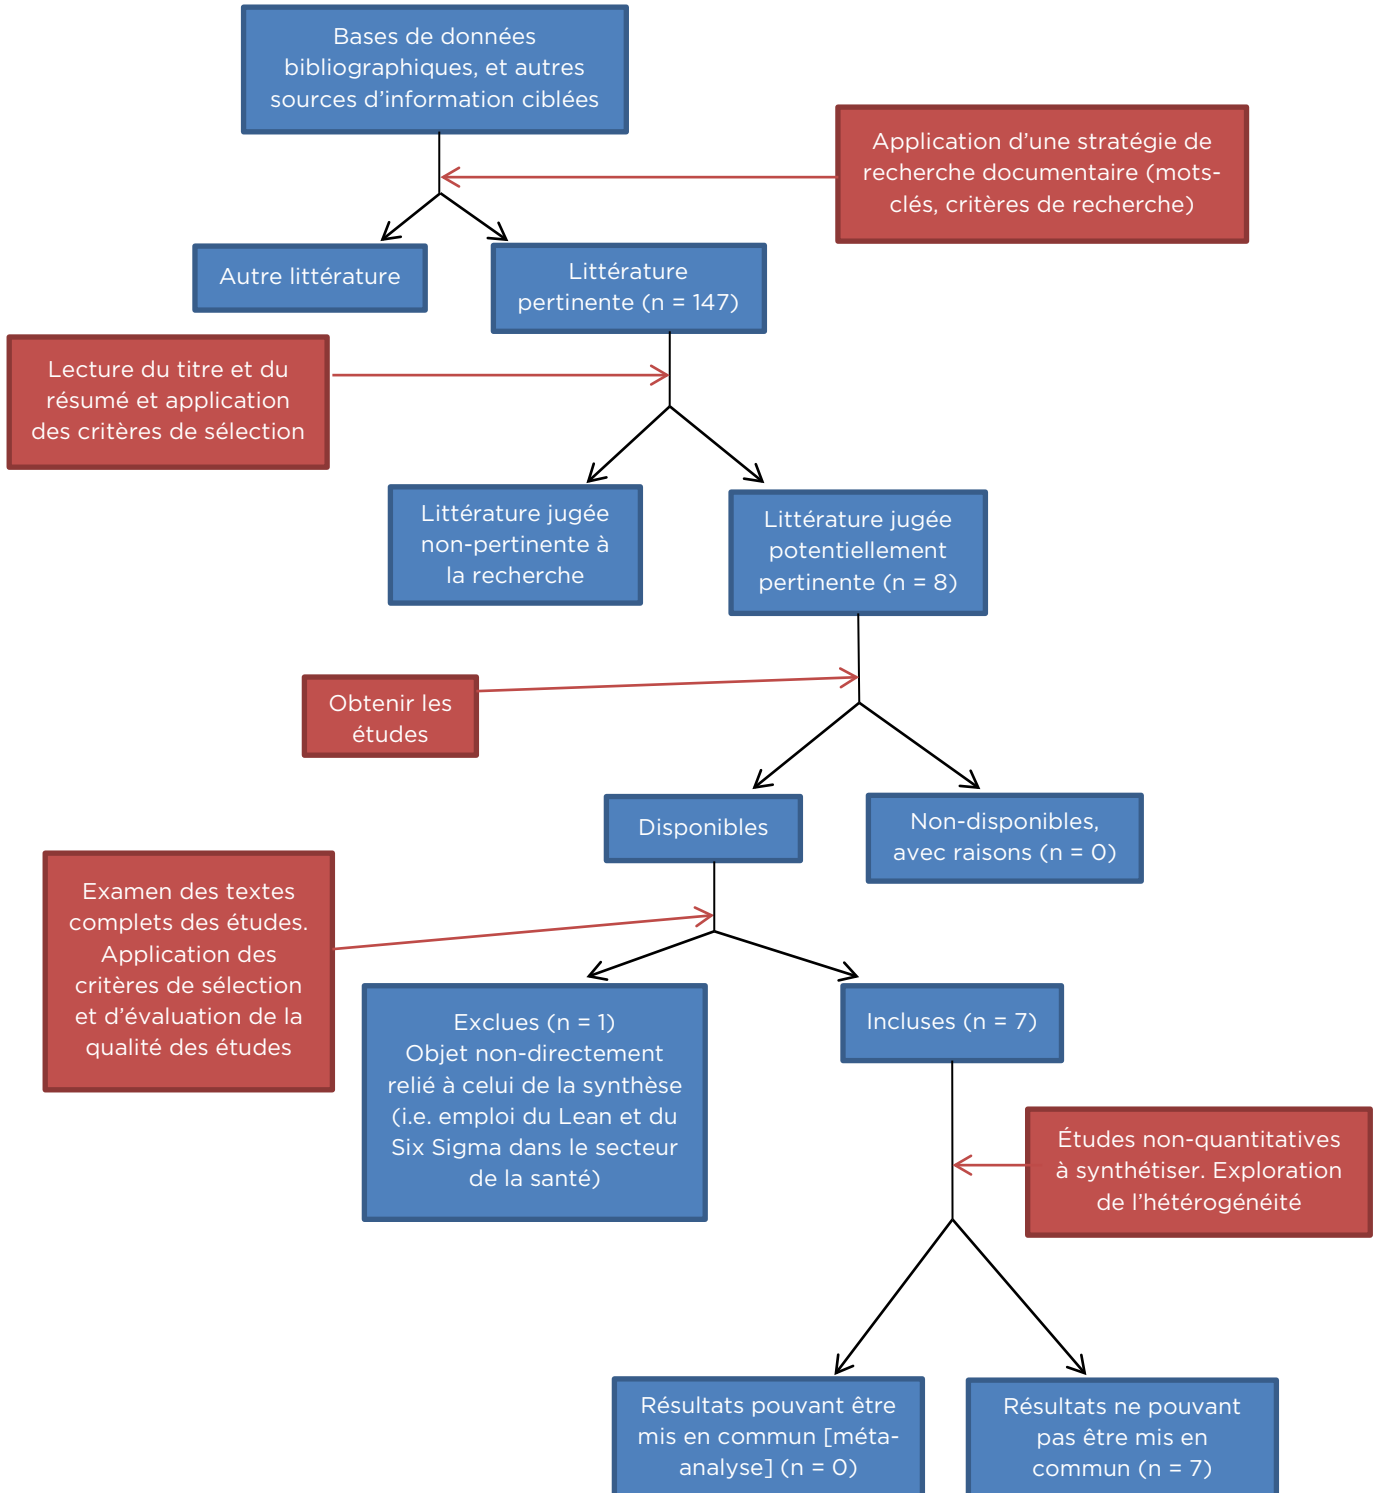 Bases de données
bibliographiques, et autres
sources d’information ciblées
Application d’une stratégie de
recherche documentaire (mots-
clés, critères de recherche)
Autre littérature
Littérature
pertinente (n = 147)
Lecture du titre et du
résumé et application
des critères de sélection
Littérature jugée
non-pertinente à
la recherche
Littérature jugée
potentiellement
pertinente (n = 8)
Obtenir les
études
Disponibles
Non-disponibles,
avec raisons (n = 0)
Examen des textes
complets des études.
Application des
critères de sélection
et d’évaluation de la
qualité des études
Exclues (n = 1)
Objet non-directement
relié à celui de la synthèse
(i.e. emploi du Lean et du
Six Sigma dans le secteur
de la santé)
Incluses (n = 7)
Études non-quantitatives
à synthétiser. Exploration
de l’hétérogénéité
Résultats pouvant être
mis en commun [méta-
analyse] (n = 0)
Résultats ne pouvant
pas être mis en
commun (n = 7)